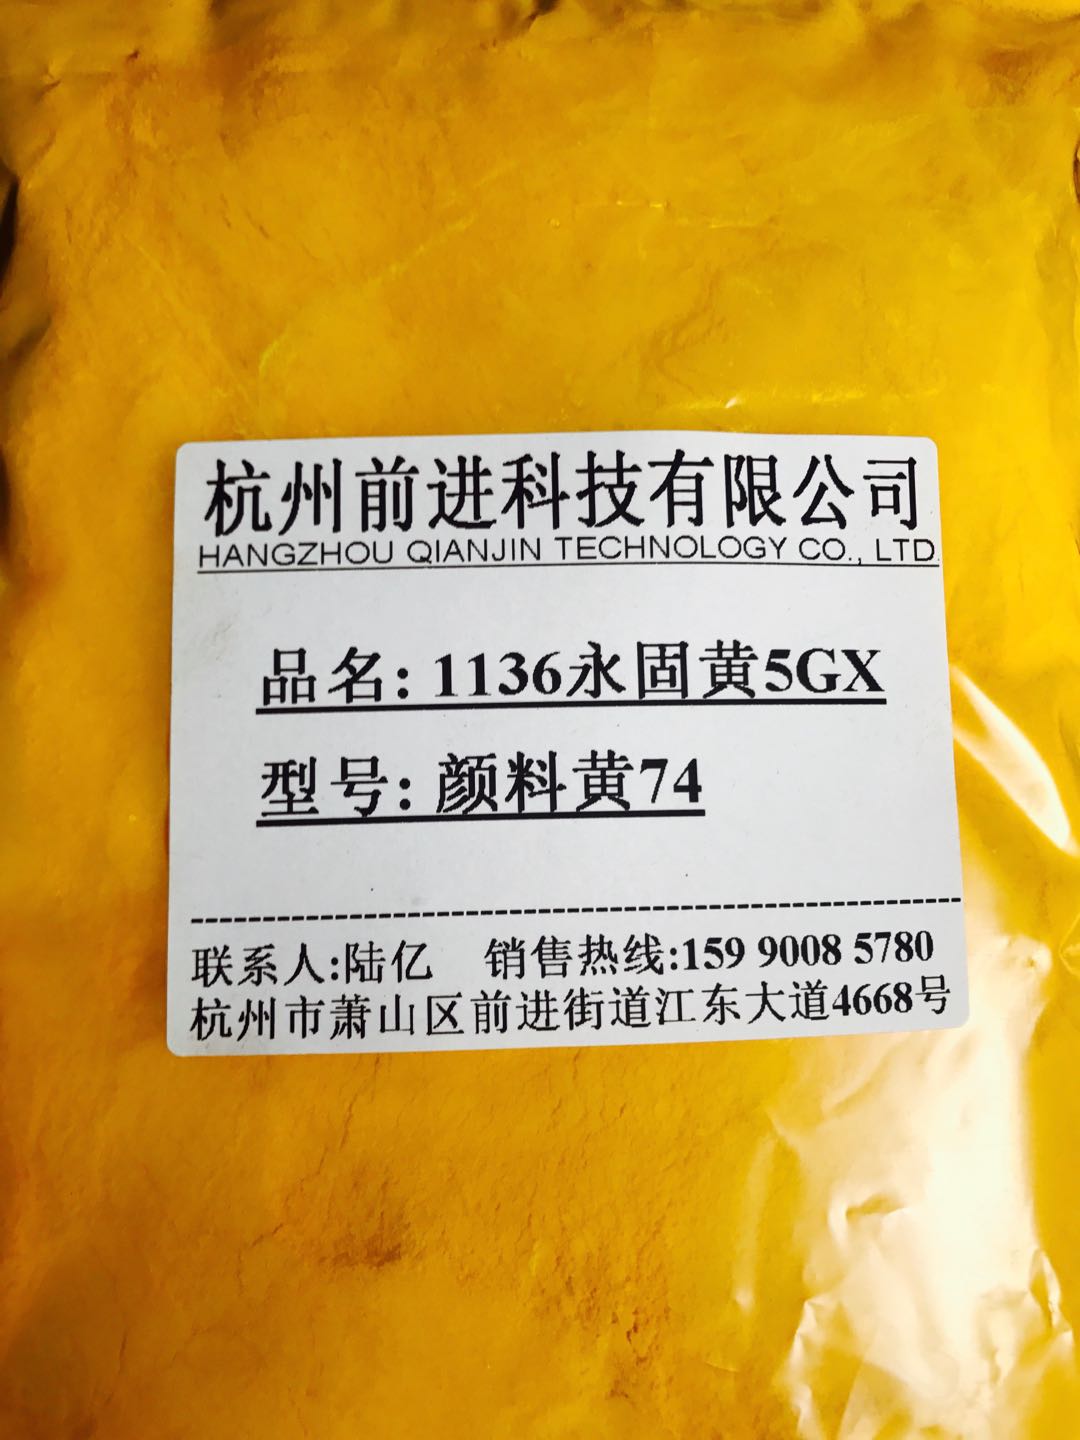 杭州前进科技有限公司
HANGZHOU QIANJIN TECHNOLOGY CO., LTD.
品名: 1136永固黄5GX
型号: 颜料黄74
联系人:陆亿 销售热线:159 9008 5780
杭州市萧山区前进街道江东大道4668号